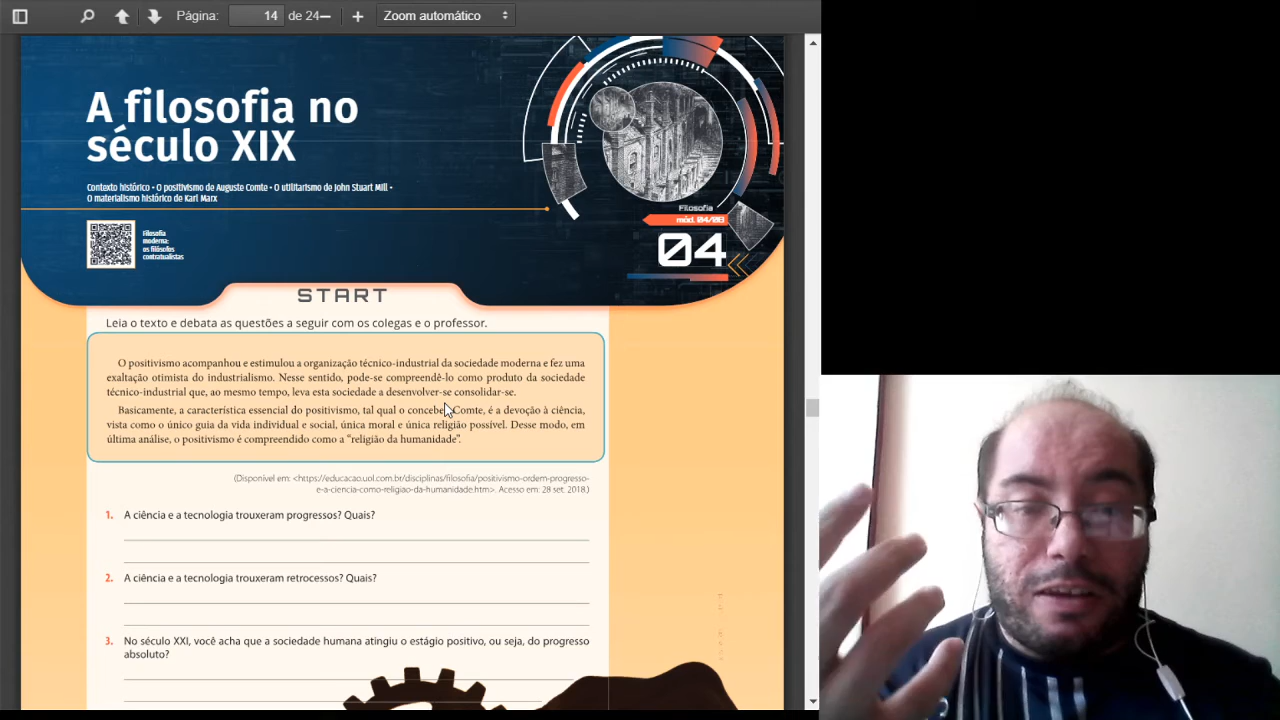 Página:
14
de 24
Zoom automático
A filosofia no
século XIX
Contexto histórico • O positivismo de Auguste Comte • O utilitarismo de John Stuart Mill •
O materialismo histórico de Karl Marx
Filosofia
moderna:
os filósofos
contratualistas
Filosofia
mód. 04/08
04
START
Leia o texto e debata as questões a seguir com os colegas e o professor.
O positivismo acompanhou e estimulou a organização técnico-industrial da sociedade moderna e fez uma
exaltação otimista do industrialismo. Nesse sentido, pode-se compreendê-lo como produto da sociedade
técnico-industrial que, ao mesmo tempo, leva esta sociedade a desenvolver-se consolidar-se.
Basicamente, a característica essencial do positivismo, tal qual o concebeu Comte, é a devoção à ciência,
vista como o único guia da vida individual e social, única moral e única religião possível. Desse modo, em
última análise, o positivismo é compreendido como a “religião da humanidade”.
(Disponível em: <https://educacao.uol.com.br/disciplinas/filosofia/positivismo-ordem-progresso-
e-a-ciencia-como-religiao-da-humanidade.htm>. Acesso em: 28 set. 2018.)
1. A ciência e a tecnologia trouxeram progressos? Quais?
2. A ciência e a tecnologia trouxeram retrocessos? Quais?
3. No século XXI, você acha que a sociedade humana atingiu o estágio positivo, ou seja, do progresso
absoluto?